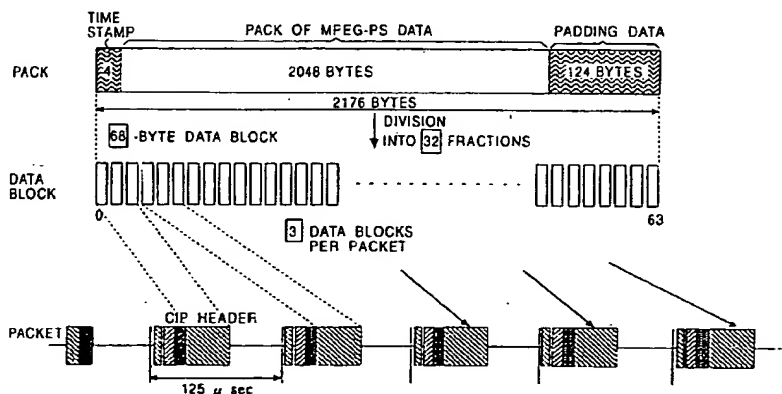 TIME
STAMP
PACK OF MFEG-PS DATA
PADDING DATA
PACK
4
2048 BYTES
124 BYTES
2176 BYTES
68 -BYTE DATA BLOCK
DIVISION
INTO 32 FRACTIONS
DATA
BLOCK
0
63
3 DATA BLOCKS
PER PACKET
CIP HEADER
PACKET
125 μ sec